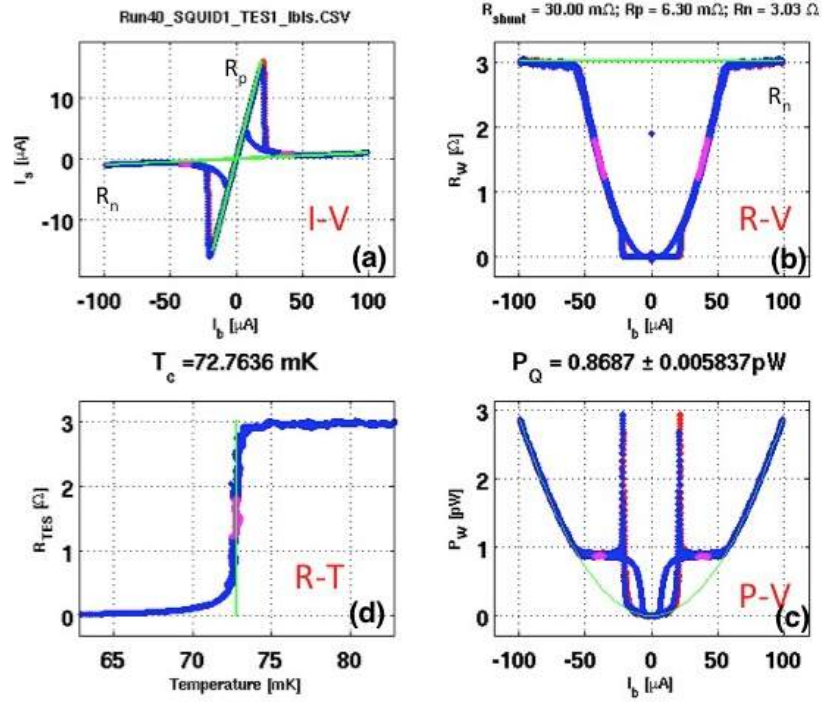 Run40_SQUID1_TES1_IbIs.CSV
R_shunt = 30.00 mΩ; Rp = 6.30 mΩ; Rn = 3.03 Ω
I_s [μA]
10
0
-10
R_p
R_n
I-V
(a)
-100 -50 0 50 100
I_b [μA]
R_W [Ω]
3
2
1
0
R_n
R-V
(b)
-100 -50 0 50 100
I_b [μA]
T_c =72.7636 mK
R_TES [Ω]
3
2
1
0
R-T
(d)
65 70 75 80
Temperature [mK]
P_Q = 0.8687 ± 0.005837pW
P_W [pW]
3
2
1
0
P-V
(c)
-100 -50 0 50 100
I_b [μA]